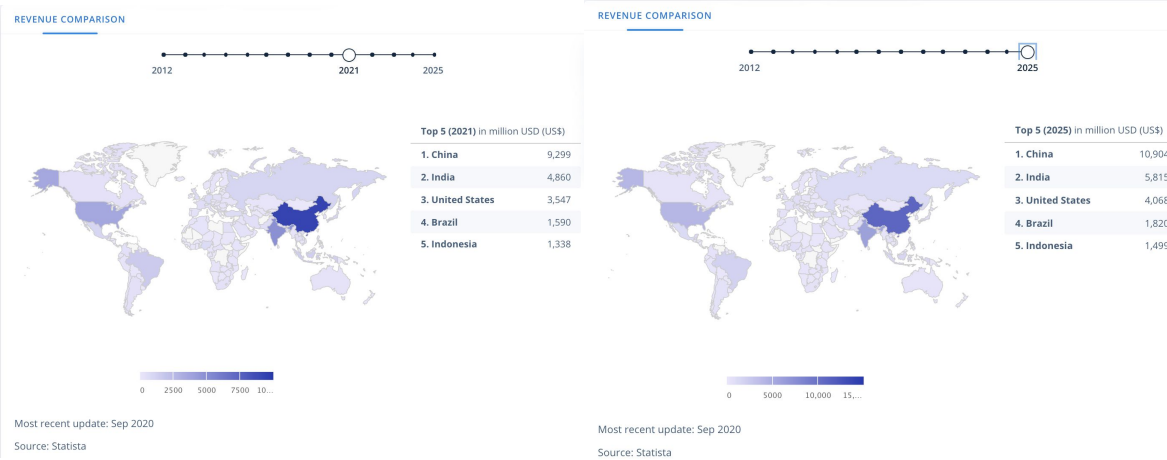 REVENUE COMPARISON
2012 2021 2025
Top 5 (2021) in million USD (US$)
1. China 9,299
2. India 4,860
3. United States 3,547
4. Brazil 1,590
5. Indonesia 1,338
0 2500 5000 7500 10...
Most recent update: Sep 2020
Source: Statista
REVENUE COMPARISON
2012 2025
Top 5 (2025) in million USD (US$)
1. China 10,904
2. India 5,815
3. United States 4,068
4. Brazil 1,820
5. Indonesia 1,499
0 5000 10,000 15,...
Most recent update: Sep 2020
Source: Statista